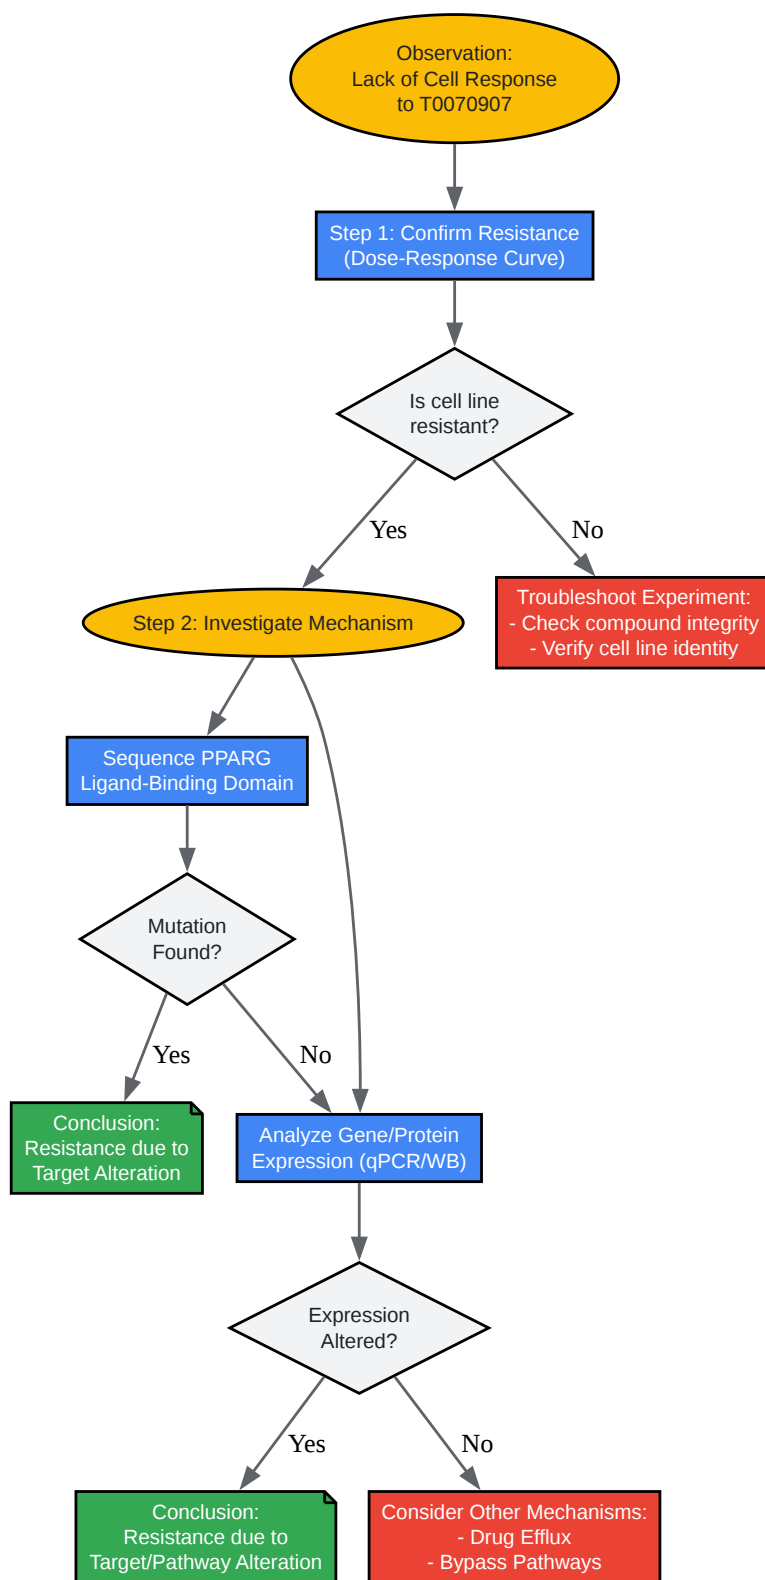 Observation:
Lack of Cell Response
to T0070907
Step 1: Confirm Resistance
(Dose-Response Curve)
Is cell line
resistant?
Yes
No
Step 2: Investigate Mechanism
Troubleshoot Experiment:
- Check compound integrity
- Verify cell line identity
Sequence PPARG
Ligand-Binding Domain
Mutation
Found?
Yes
No
Conclusion:
Resistance due to
Target Alteration
Analyze Gene/Protein
Expression (qPCR/WB)
Expression
Altered?
Yes
No
Conclusion:
Resistance due to
Target/Pathway Alteration
Consider Other Mechanisms:
- Drug Efflux
- Bypass Pathways